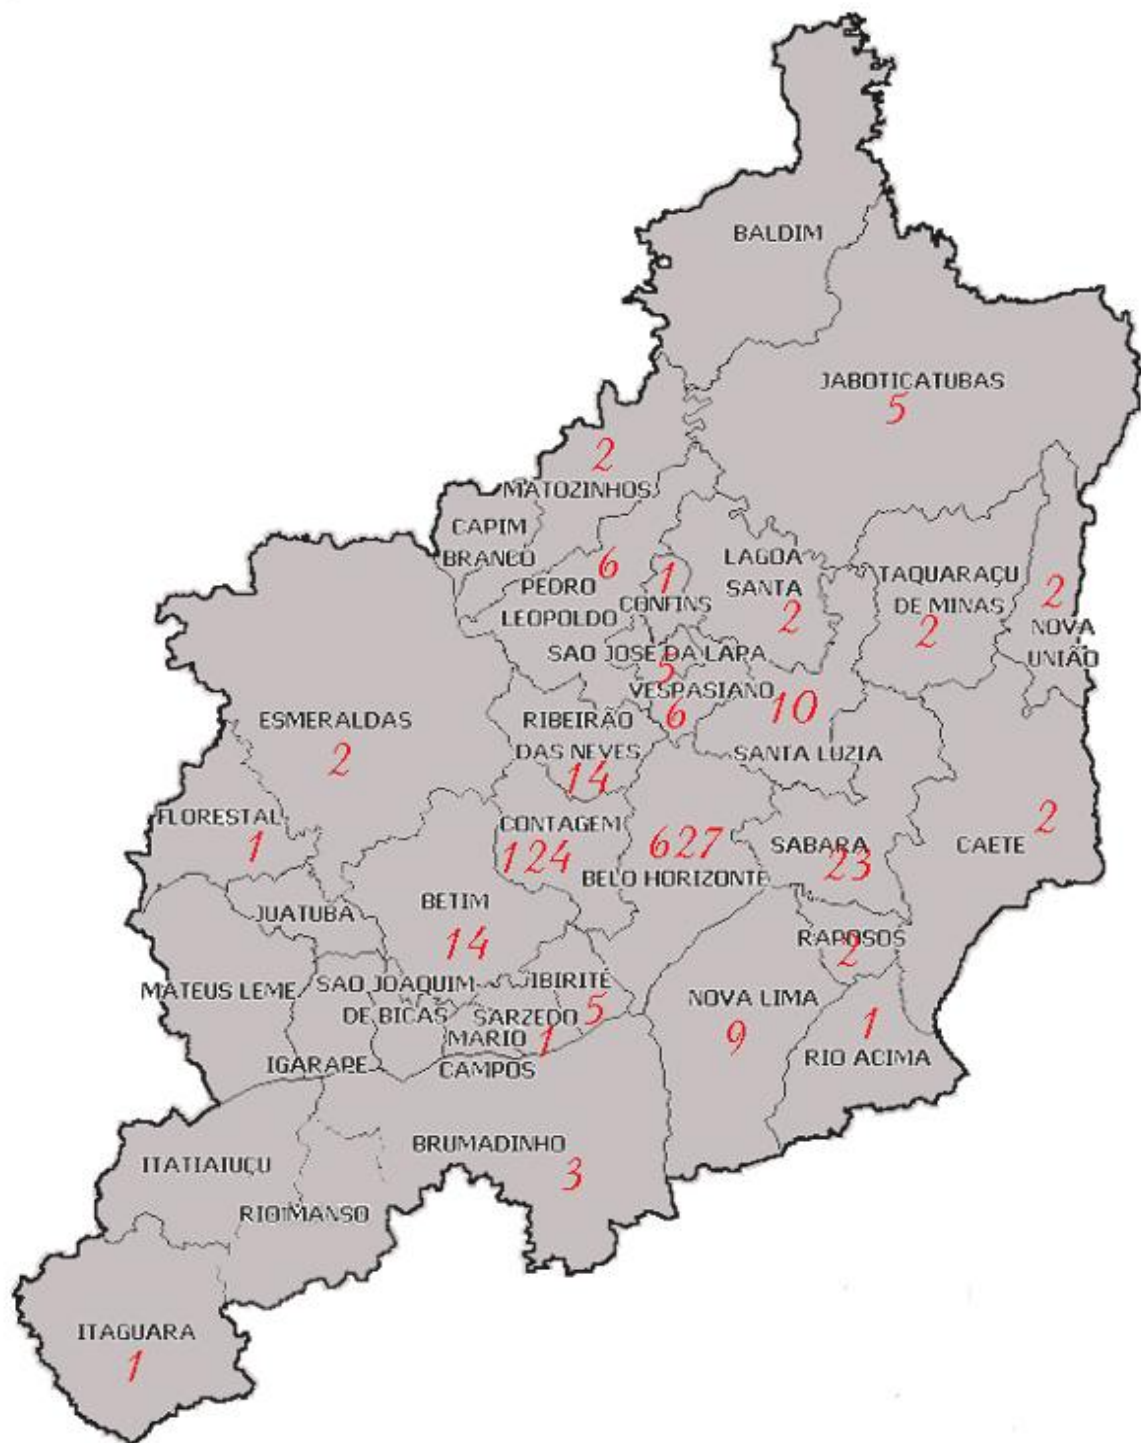 BALDIM
JABOTICATUBAS
5
2
MATOZINHOS
CAPIM
BRANCO
6
PEDRO
LEOPOLDO
1
CONFINS
LAGOA
SANTA
2
TAQUARAÇU
DE MINAS
2
2
NOVA
UNIÃO
SAO JOSE DA LAPA
5
VESPASIANO
6
10
SANTA LUZIA
ESMERALDAS
2
RIBEIRÃO
DAS NEVES
14
FLORESTAL
1
CONTAGEM
124
627
BELO HORIZONTE
SABARA
23
2
CAETE
JUATUBA
BETIM
14
RAPOSOS
2
MATEUS LEME
SAO JOAQUIM
DE BICAS
IBIRITÉ
5
SARZEDO
1
MARIO
CAMPOS
NOVA LIMA
9
1
RIO ACIMA
IGARAPE
BRUMADINHO
3
ITATIAIUÇU
RIO MANSO
ITAGUARA
1